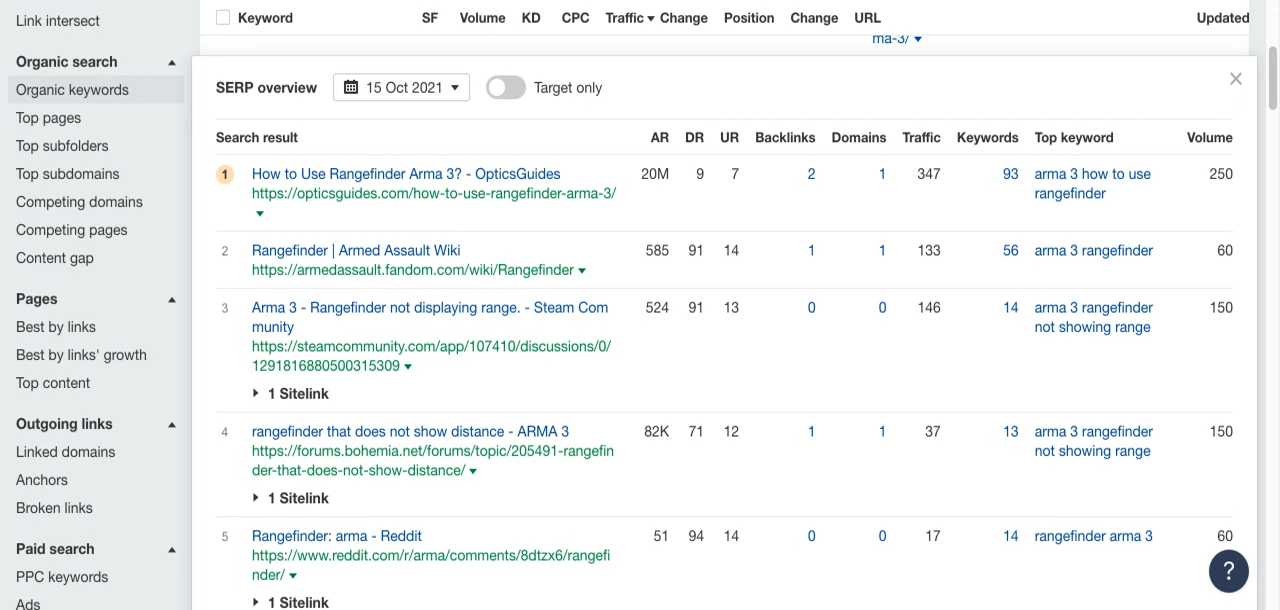 Link intersect
Organic search
Organic keywords
Top pages
Top subfolders
Top subdomains
Competing domains
Competing pages
Content gap
Pages
Best by links
Best by links' growth
Top content
Outgoing links
Linked domains
Anchors
Broken links
Paid search
PPC keywords
Ads
Keyword SF Volume KD CPC Traffic Change Position Change URL Updated
ma-3/
SERP overview 15 Oct 2021 Target only
Search result AR DR UR Backlinks Domains Traffic Keywords Top keyword Volume
1 How to Use Rangefinder Arma 3? - OpticsGuides 20M 9 7 2 1 347 93 arma 3 how to use 250
https://opticsguides.com/how-to-use-rangefinder-arma-3/ rangefinder
2 Rangefinder | Armed Assault Wiki 585 91 14 1 1 133 56 arma 3 rangefinder 60
https://armedassault.fandom.com/wiki/Rangefinder
3 Arma 3 - Rangefinder not displaying range. - Steam Com 524 91 13 0 0 146 14 arma 3 rangefinder 150
munity not showing range
https://steamcommunity.com/app/107410/discussions/0/
1291816880500315309
1 Sitelink
4 rangefinder that does not show distance - ARMA 3 82K 71 12 1 1 37 13 arma 3 rangefinder 150
https://forums.bohemia.net/forums/topic/205491-rangefin not showing range
der-that-does-not-show-distance/
1 Sitelink
5 Rangefinder: arma - Reddit 51 94 14 0 0 17 14 rangefinder arma 3 60
https://www.reddit.com/r/arma/comments/8dtzx6/rangefi
nder/
1 Sitelink
?